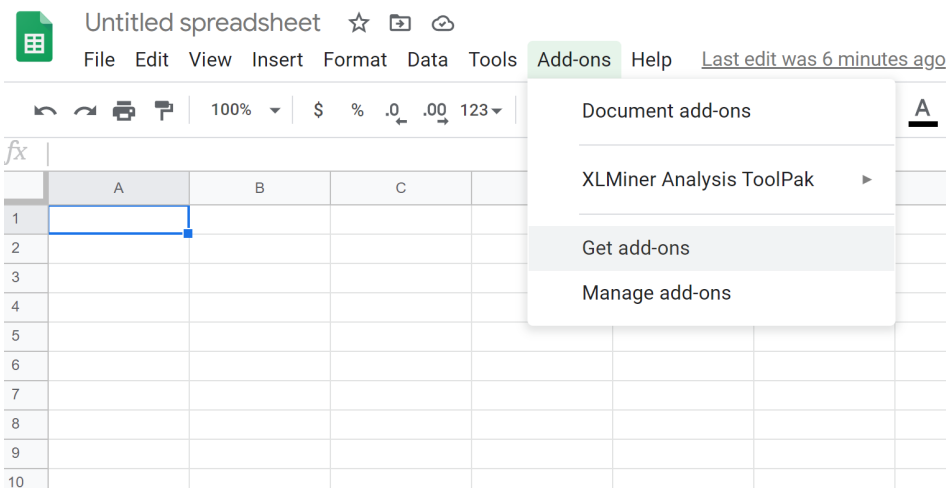 Untitled spreadsheet
File Edit View Insert Format Data Tools Add-ons Help Last edit was 6 minutes ago
100% $ % .0 .00 123 A
Document add-ons
fx
XLMiner Analysis ToolPak
A B C
1
2
Get add-ons
3
Manage add-ons
4
5
6
7
8
9
10